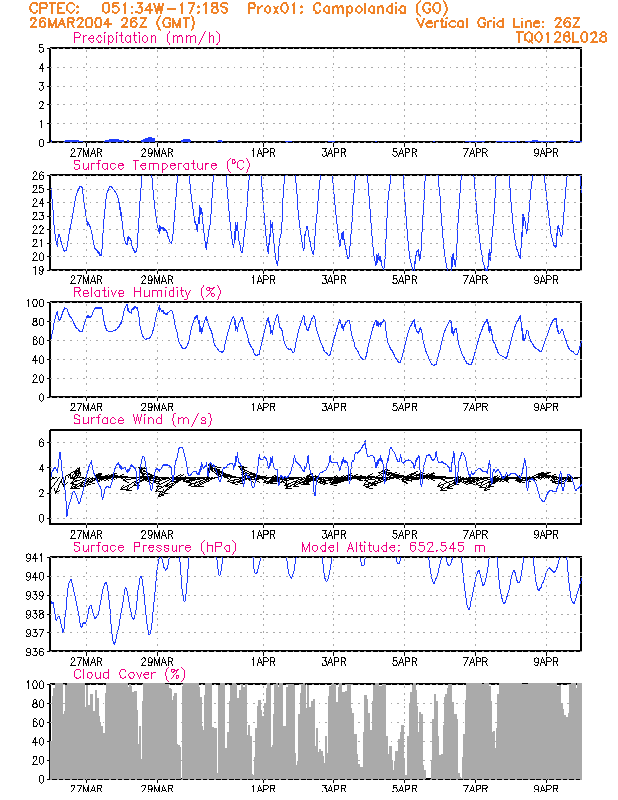 CPTEC: 051:34W-17:18S Prox01: Campolandia (GO)
26MAR2004 26Z (GMT) Vertical Grid Line: 26Z
Precipitation (mm/h) TQ0126L028
5
4
3
2
1
0
27MAR 29MAR 1APR 3APR 5APR 7APR 9APR
Surface Temperature (°C)
26
25
24
23
22
21
20
19
27MAR 29MAR 1APR 3APR 5APR 7APR 9APR
Relative Humidity (%)
100
80
60
40
20
0
27MAR 29MAR 1APR 3APR 5APR 7APR 9APR
Surface Wind (m/s)
6
4
2
0
27MAR 29MAR 1APR 3APR 5APR 7APR 9APR
Surface Pressure (hPa) Model Altitude: 652.545 m
941
940
939
938
937
936
27MAR 29MAR 1APR 3APR 5APR 7APR 9APR
Cloud Cover (%)
100
80
60
40
20
0
27MAR 29MAR 1APR 3APR 5APR 7APR 9APR